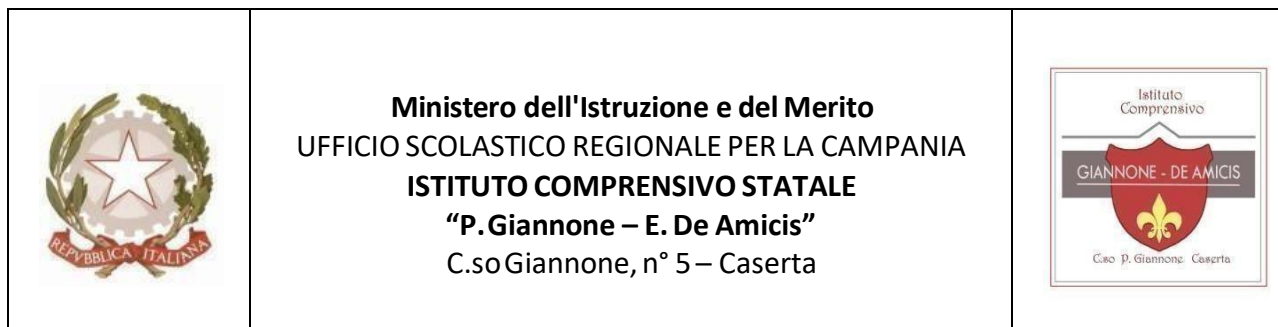 REPVBBLICA ITALIANA
Ministero dell'Istruzione e del Merito
UFFICIO SCOLASTICO REGIONALE PER LA CAMPANIA
ISTITUTO COMPRENSIVO STATALE
“P.Giannone – E. De Amicis”
C.so Giannone, n° 5 – Caserta
Istituto
Comprensivo
GIANNONE - DE AMICIS
C.so P. Giannone Caserta